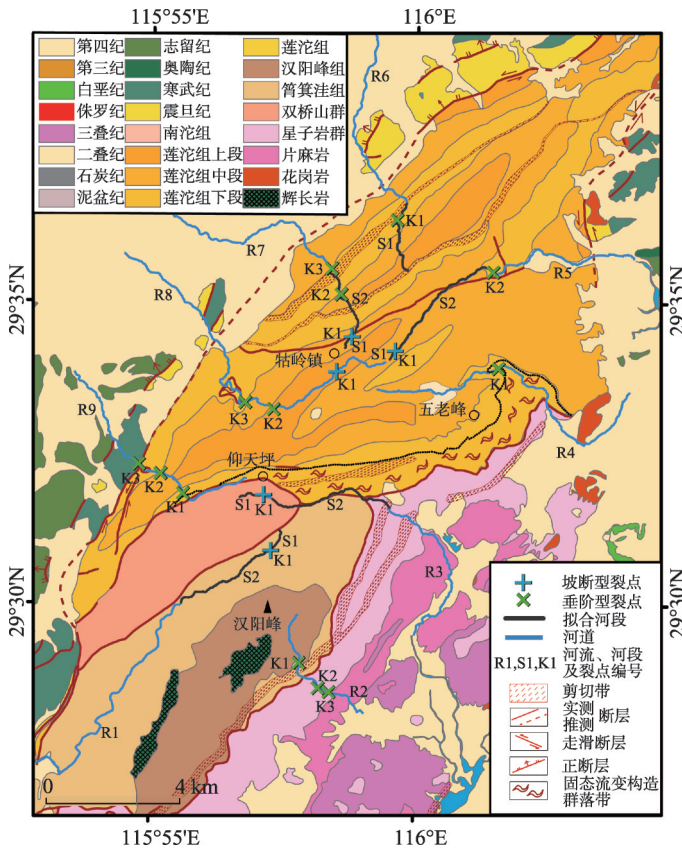 115°55'E
116°E
第四纪
志留纪
莲沱组
第三纪
奥陶纪
汉阳峰组
白垩纪
寒武纪
筲箕洼组
侏罗纪
震旦纪
双桥山群
三叠纪
南沱组
星子岩群
二叠纪
莲沱组上段
片麻岩
石炭纪
莲沱组中段
花岗岩
泥盆纪
莲沱组下段
辉长岩
R6
K1
S1
R7
K3
K2
S2
R5
K2
S2
R8
29°35'N
29°35'N
K1
S1
牯岭镇
S1
K1
K1
K1
R9
K3
K2
五老峰
R4
仰天坪
K3
K2
K1
S1
K1
S2
S1
K1
S2
R3
29°30'N
29°30'N
汉阳峰
K1
K2
K3
R2
R1
0
4 km
坡断型裂点
垂阶型裂点
拟合河段
河道
R1,S1,K1
河流、河段
及裂点编号
剪切带
实测
推测
断层
走滑断层
正断层
固态流变构造
群落带
115°55'E
116°E